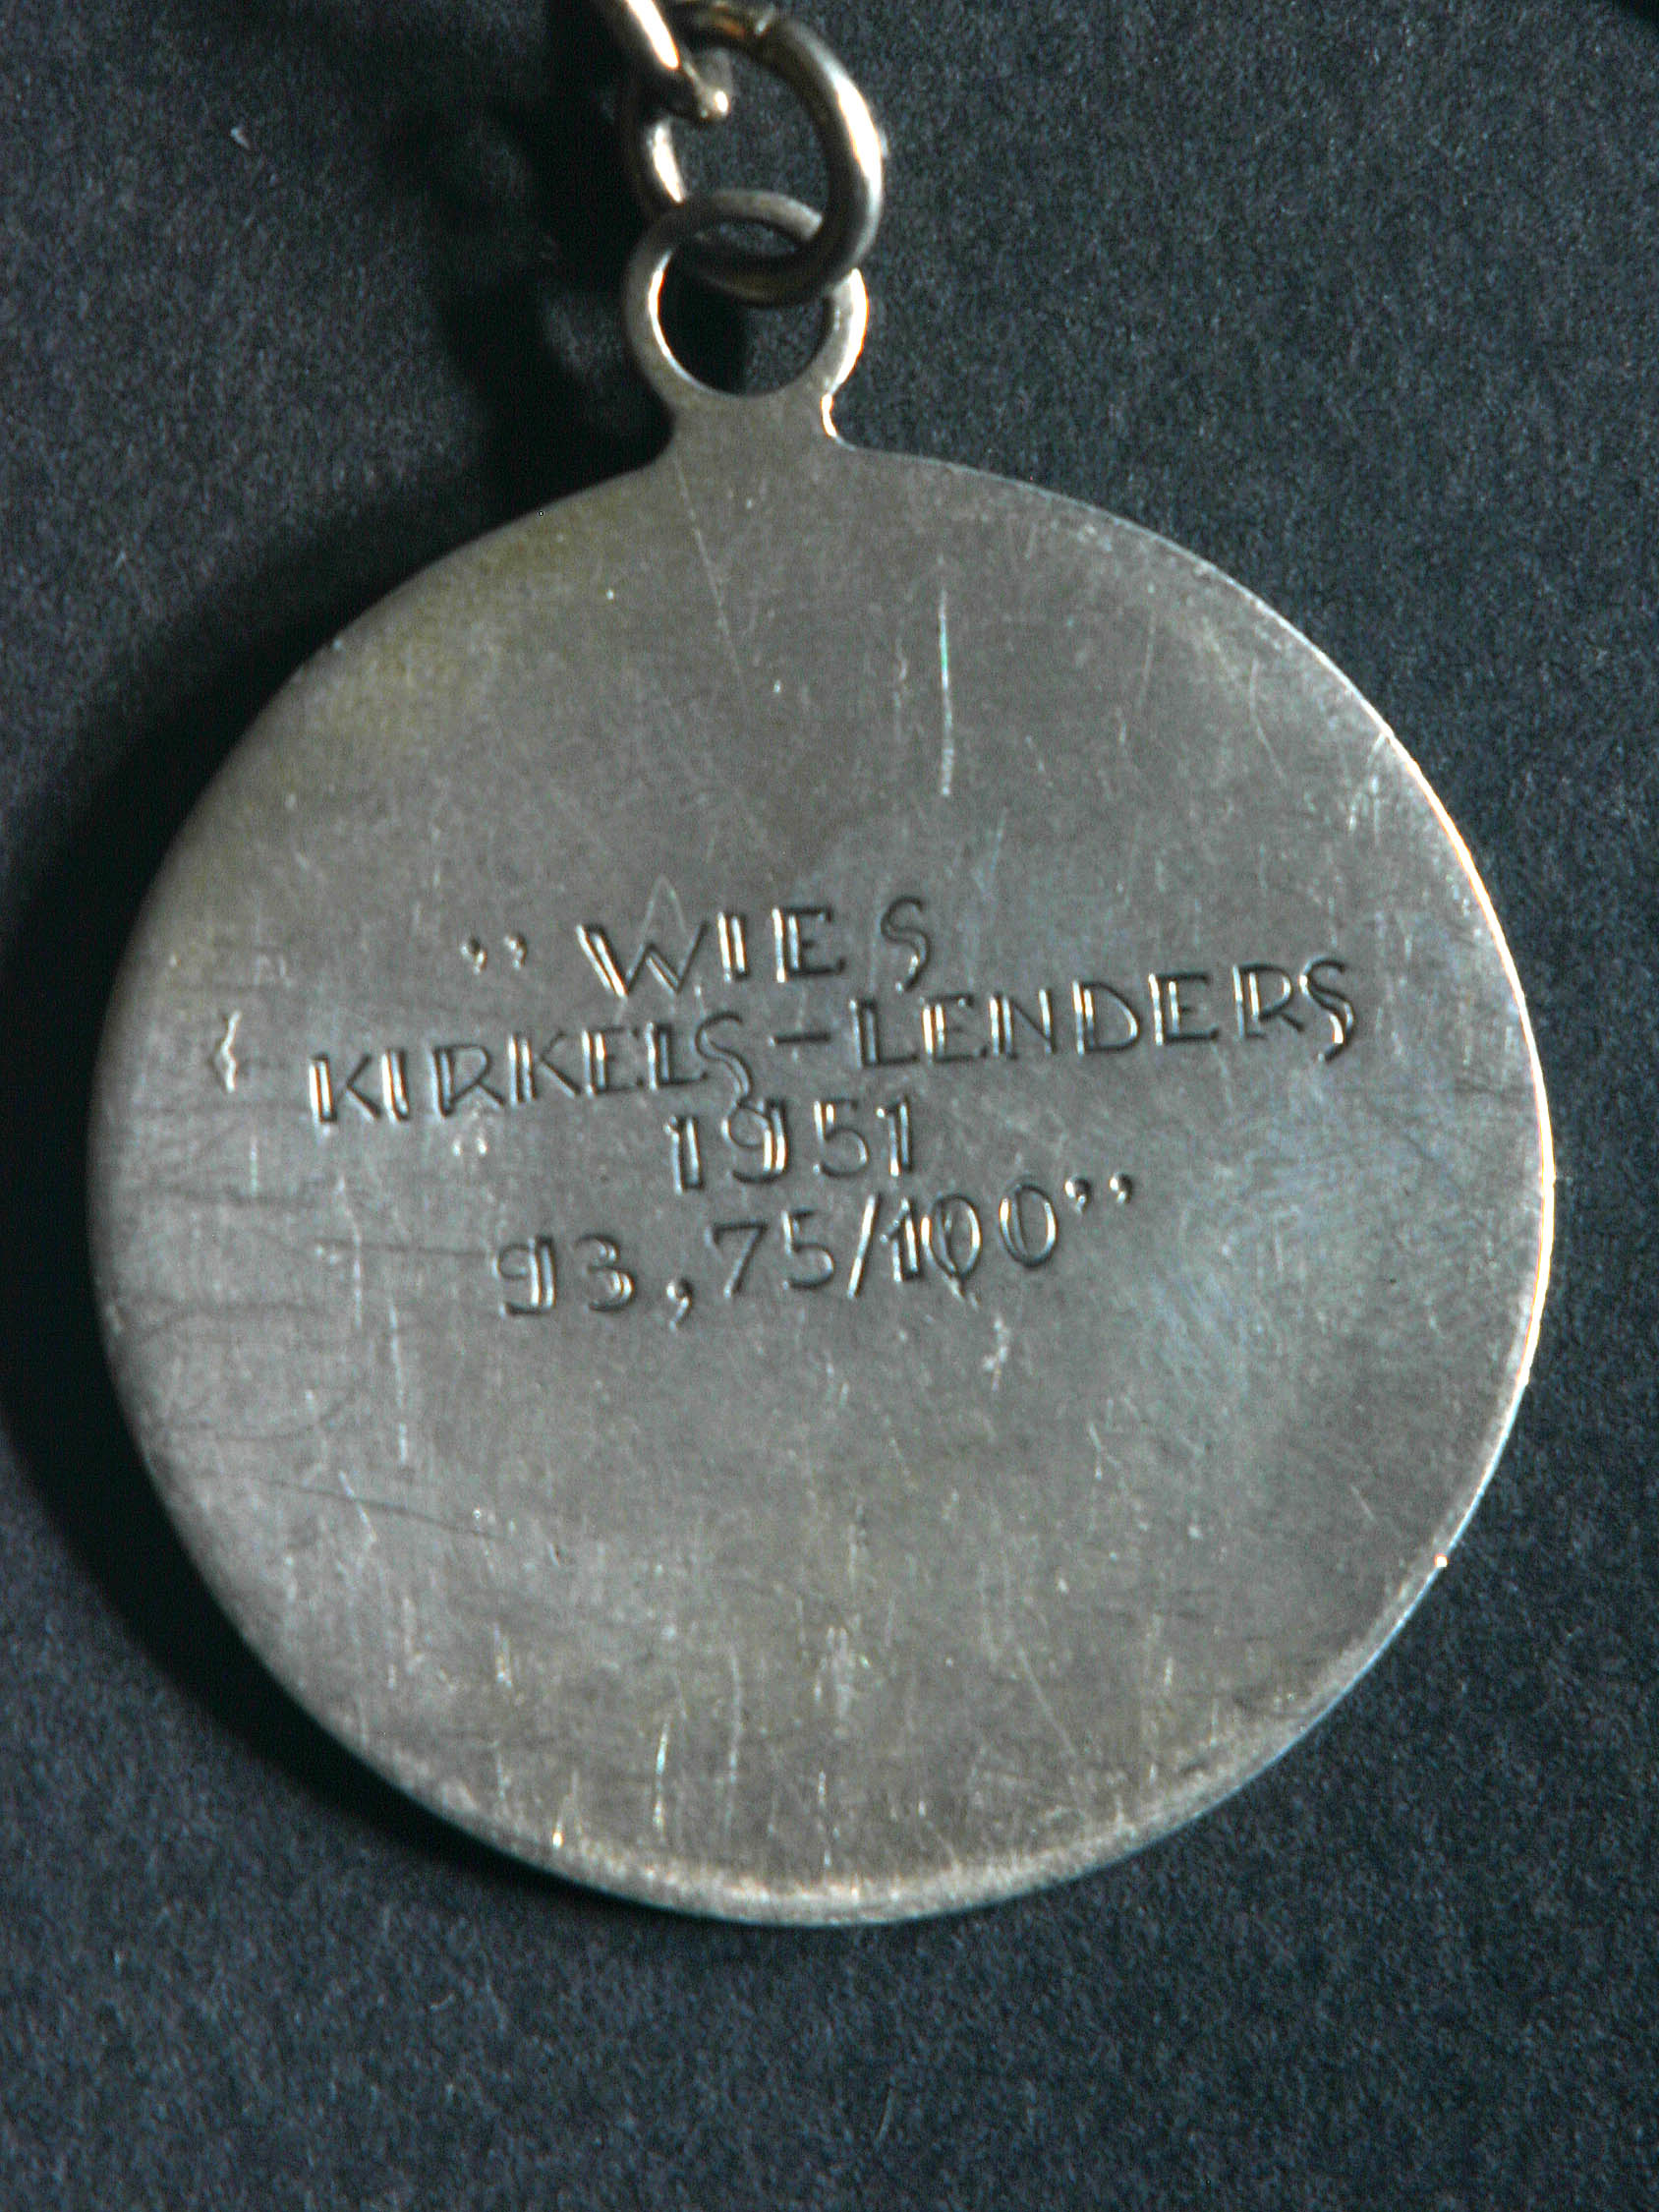 ”WIES
KIRKELS-LENDERS
1951
93,75/100”